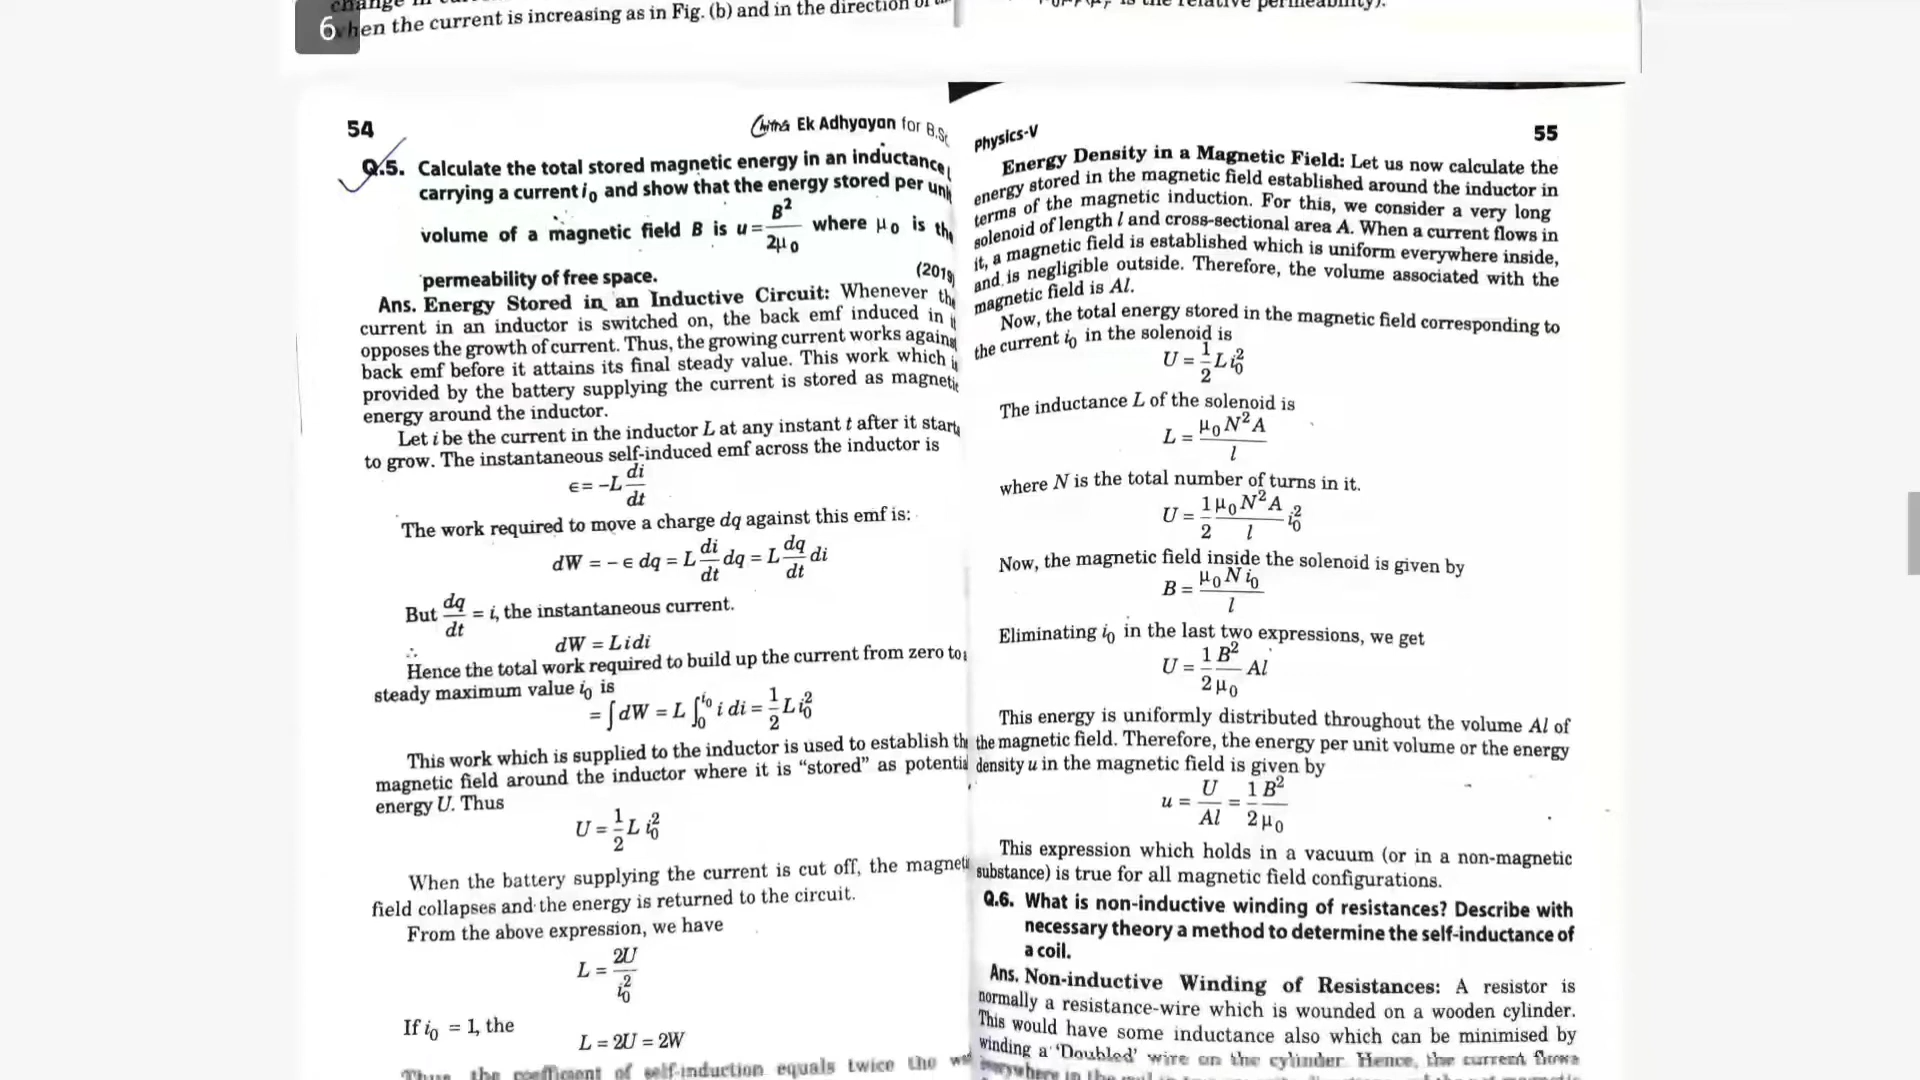 change in
6
when the current is increasing as in Fig. (b) and in the direction of
is the relative permeability).
54
Chitra Ek Adhyayan for B.Sc
Q.5. Calculate the total stored magnetic energy in an inductance
carrying a current i₀ and show that the energy stored per unit
volume of a magnetic field B is u = B²/2μ₀ where μ₀ is the
permeability of free space. (2019)
Ans. Energy Stored in an Inductive Circuit: Whenever the
current in an inductor is switched on, the back emf induced in it
opposes the growth of current. Thus, the growing current works against
back emf before it attains its final steady value. This work which is
provided by the battery supplying the current is stored as magnetic
energy around the inductor.
Let i be the current in the inductor L at any instant t after it starts
to grow. The instantaneous self-induced emf across the inductor is
ϵ = −L di/dt
The work required to move a charge dq against this emf is:
dW = − ϵ dq = L di/dt dq = L dq/dt di
But dq/dt = i, the instantaneous current.
∴ dW = Lidi
Hence the total work required to build up the current from zero to a
steady maximum value i₀ is
= ∫dW = L ∫₀^i₀ i di = 1/2 L i₀²
This work which is supplied to the inductor is used to establish the
magnetic field around the inductor where it is “stored” as potential
energy U. Thus
U = 1/2 L i₀²
When the battery supplying the current is cut off, the magnetic
field collapses and the energy is returned to the circuit.
From the above expression, we have
L = 2U/i₀²
If i₀ = 1, the
L = 2U = 2W
Thus the coefficient of self-induction equals twice the
Physics-V
55
Energy Density in a Magnetic Field: Let us now calculate the
energy stored in the magnetic field established around the inductor in
terms of the magnetic induction. For this, we consider a very long
solenoid of length l and cross-sectional area A. When a current flows in
it, a magnetic field is established which is uniform everywhere inside,
and is negligible outside. Therefore, the volume associated with the
magnetic field is Al.
Now, the total energy stored in the magnetic field corresponding to
the current i₀ in the solenoid is
U = 1/2 L i₀²
The inductance L of the solenoid is
L = μ₀N²A/l
where N is the total number of turns in it.
U = 1/2 μ₀N²A/l i₀²
Now, the magnetic field inside the solenoid is given by
B = μ₀N i₀/l
Eliminating i₀ in the last two expressions, we get
U = 1/2 B²/μ₀ Al
This energy is uniformly distributed throughout the volume Al of
the magnetic field. Therefore, the energy per unit volume or the energy
density u in the magnetic field is given by
u = U/Al = 1/2 B²/μ₀
This expression which holds in a vacuum (or in a non-magnetic
substance) is true for all magnetic field configurations.
Q.6. What is non-inductive winding of resistances? Describe with
necessary theory a method to determine the self-inductance of
a coil.
Ans. Non-inductive Winding of Resistances: A resistor is
normally a resistance-wire which is wounded on a wooden cylinder.
This would have some inductance also which can be minimised by
winding a ‘Doubled’ wire on the cylinder. Hence, the current flows